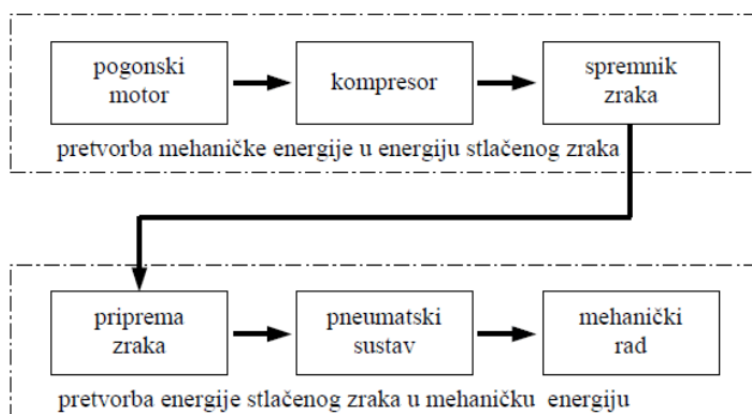 pogonski
motor
kompresor
spremnik
zraka
pretvorba mehaničke energije u energiju stlačenog zraka
priprema
zraka
pneumatski
sustav
mehanički
rad
pretvorba energije stlačenog zraka u mehaničku energiju